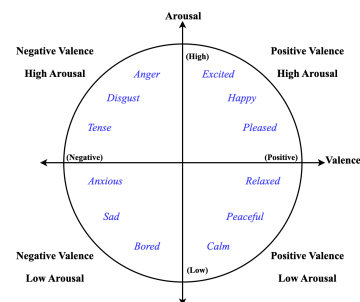 Arousal
Negative Valence
High Arousal
Positive Valence
High Arousal
(High)
Anger
Excited
Disgust
Happy
Tense
Pleased
(Negative)
(Positive)
Valence
Anxious
Relaxed
Sad
Peaceful
Bored
Calm
Negative Valence
Low Arousal
Positive Valence
Low Arousal
(Low)